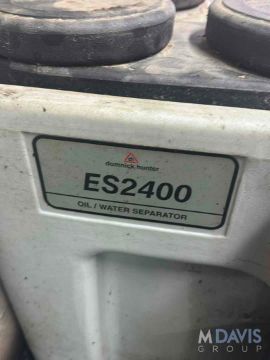 domnick hunter
ES2400
OIL / WATER SEPARATOR
MDAVIS
GROUP